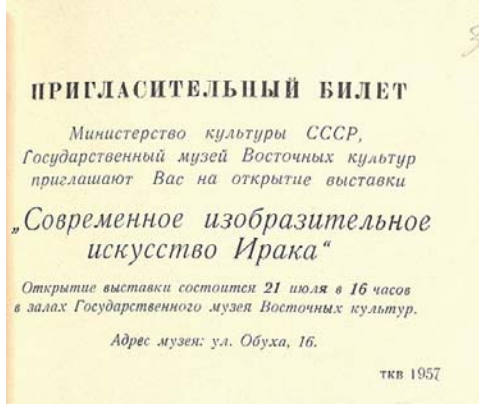 ПРИГЛАСИТЕЛЬНЫЙ БИЛЕТ
Министерство культуры СССР,
Государственный музей Восточных культур
приглашают Вас на открытие выставки
„Современное изобразительное
искусство Ирака“
Открытие выставки состоится 21 июля в 16 часов
в залах Государственного музея Восточных культур.
Адрес музея: ул. Обуха, 16.
ткв 1957